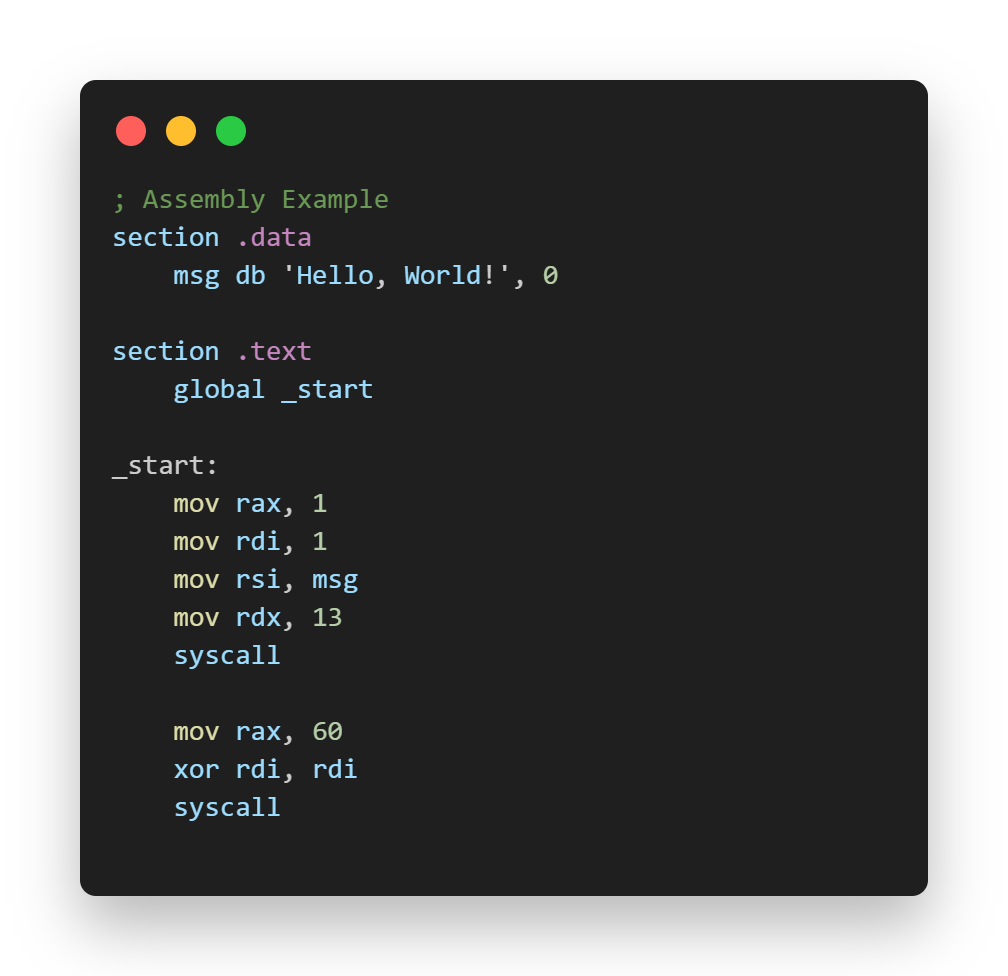 ; Assembly Example
section .data
    msg db 'Hello, World!', 0
section .text
    global _start
_start:
    mov rax, 1
    mov rdi, 1
    mov rsi, msg
    mov rdx, 13
    syscall
    mov rax, 60
    xor rdi, rdi
    syscall